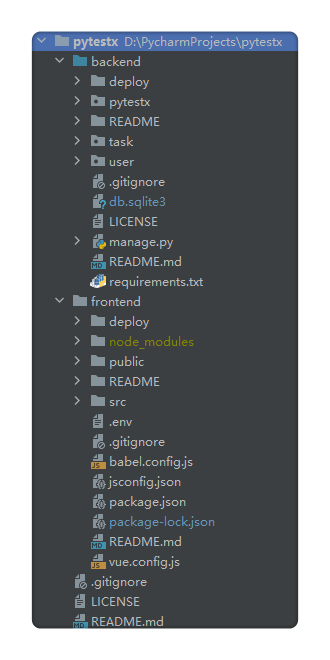 pytestx D:\PycharmProjects\pytestx
backend
deploy
pytestx
README
task
user
.gitignore
db.sqlite3
LICENSE
manage.py
README.md
requirements.txt
frontend
deploy
node_modules
public
README
src
.env
.gitignore
babel.config.js
jsconfig.json
package.json
package-lock.json
README.md
vue.config.js
.gitignore
LICENSE
README.md